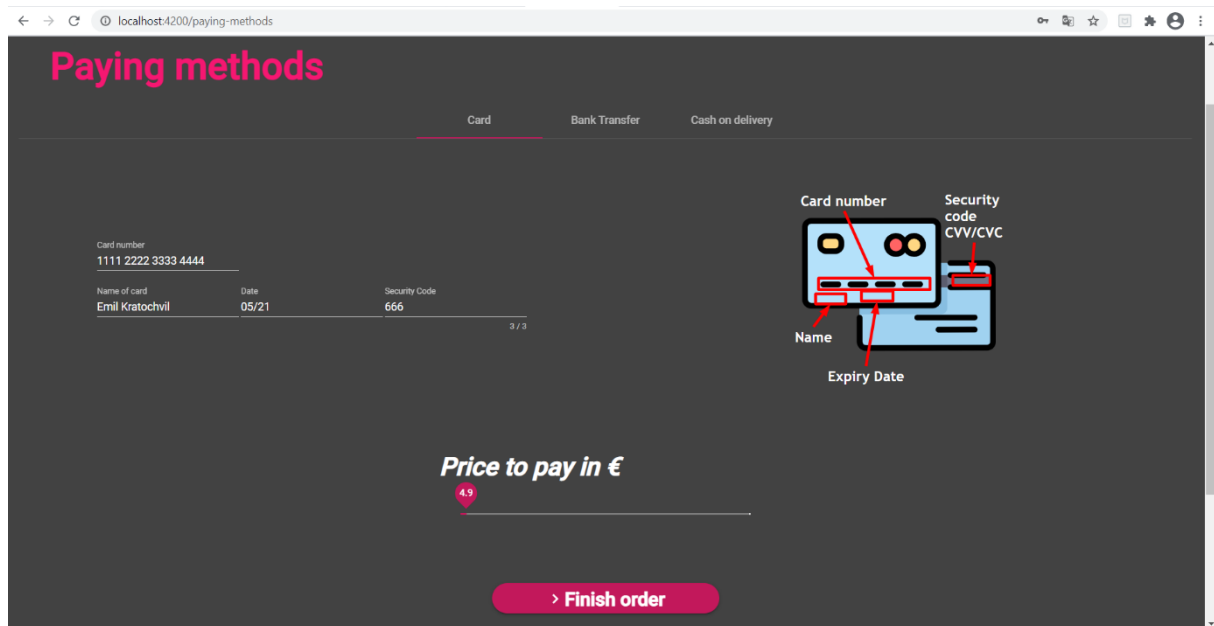 localhost:4200/paying-methods
Paying methods
Card Bank Transfer Cash on delivery
Card number
1111 2222 3333 4444
Name of card Date Security Code
Emil Kratochvil 05/21 666
3 / 3
Card number
Security
code
CVV/CVC
Name
Expiry Date
Price to pay in €
4.9
> Finish order